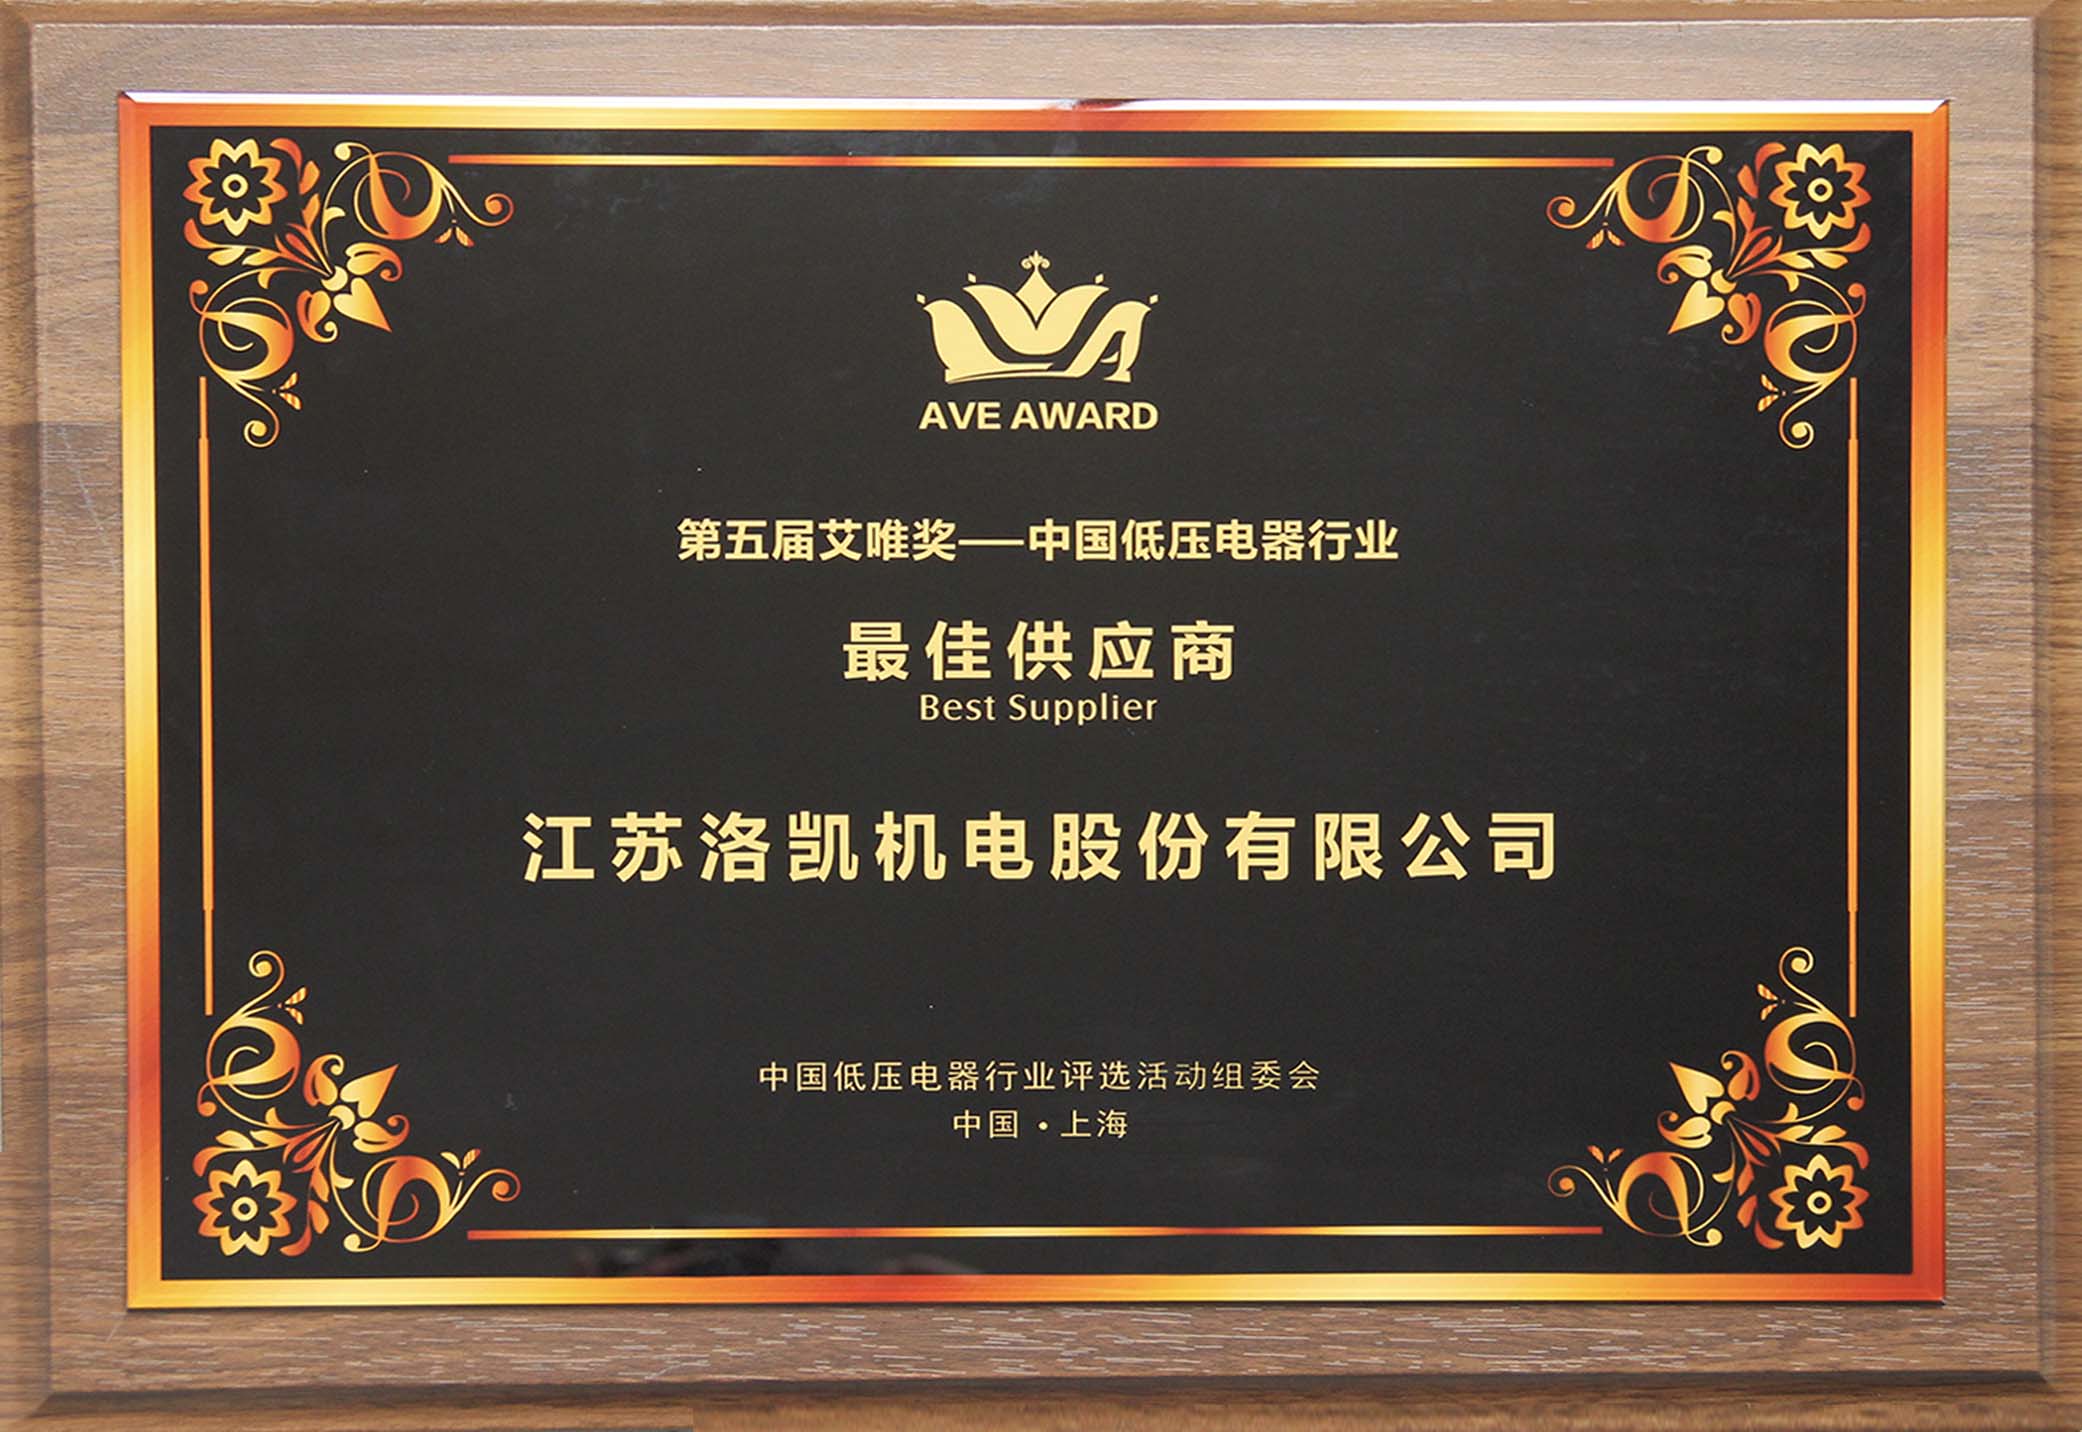 AVE AWARD
第五届艾唯奖——中国低压电器行业
最佳供应商
Best Supplier
江苏洛凯机电股份有限公司
中国低压电器行业评选活动组委会
中国·上海